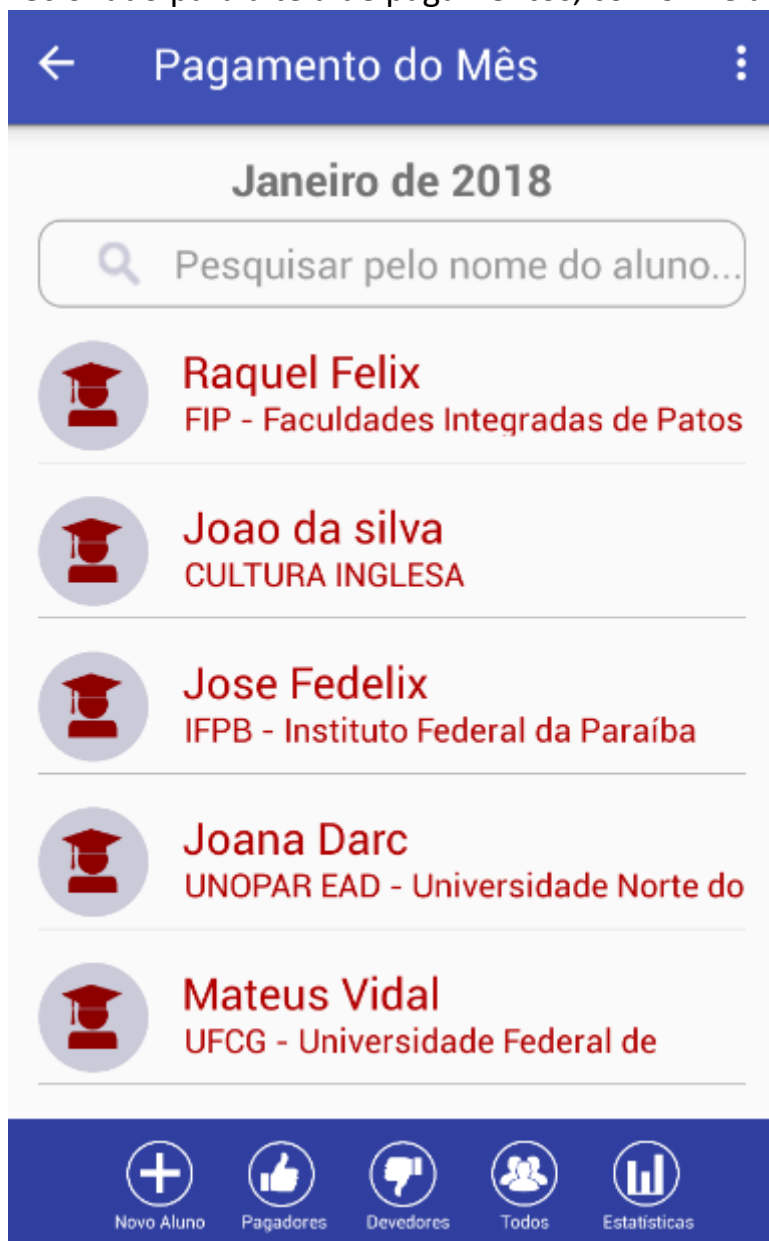 Pagamento do Mês
Janeiro de 2018
Pesquisar pelo nome do aluno...
Raquel Felix
FIP - Faculdades Integradas de Patos
Joao da silva
CULTURA INGLESA
Jose Fedelix
IFPB - Instituto Federal da Paraíba
Joana Darc
UNOPAR EAD - Universidade Norte do
Mateus Vidal
UFCG - Universidade Federal de
Novo Aluno Pagadores Devedores Todos Estatísticas